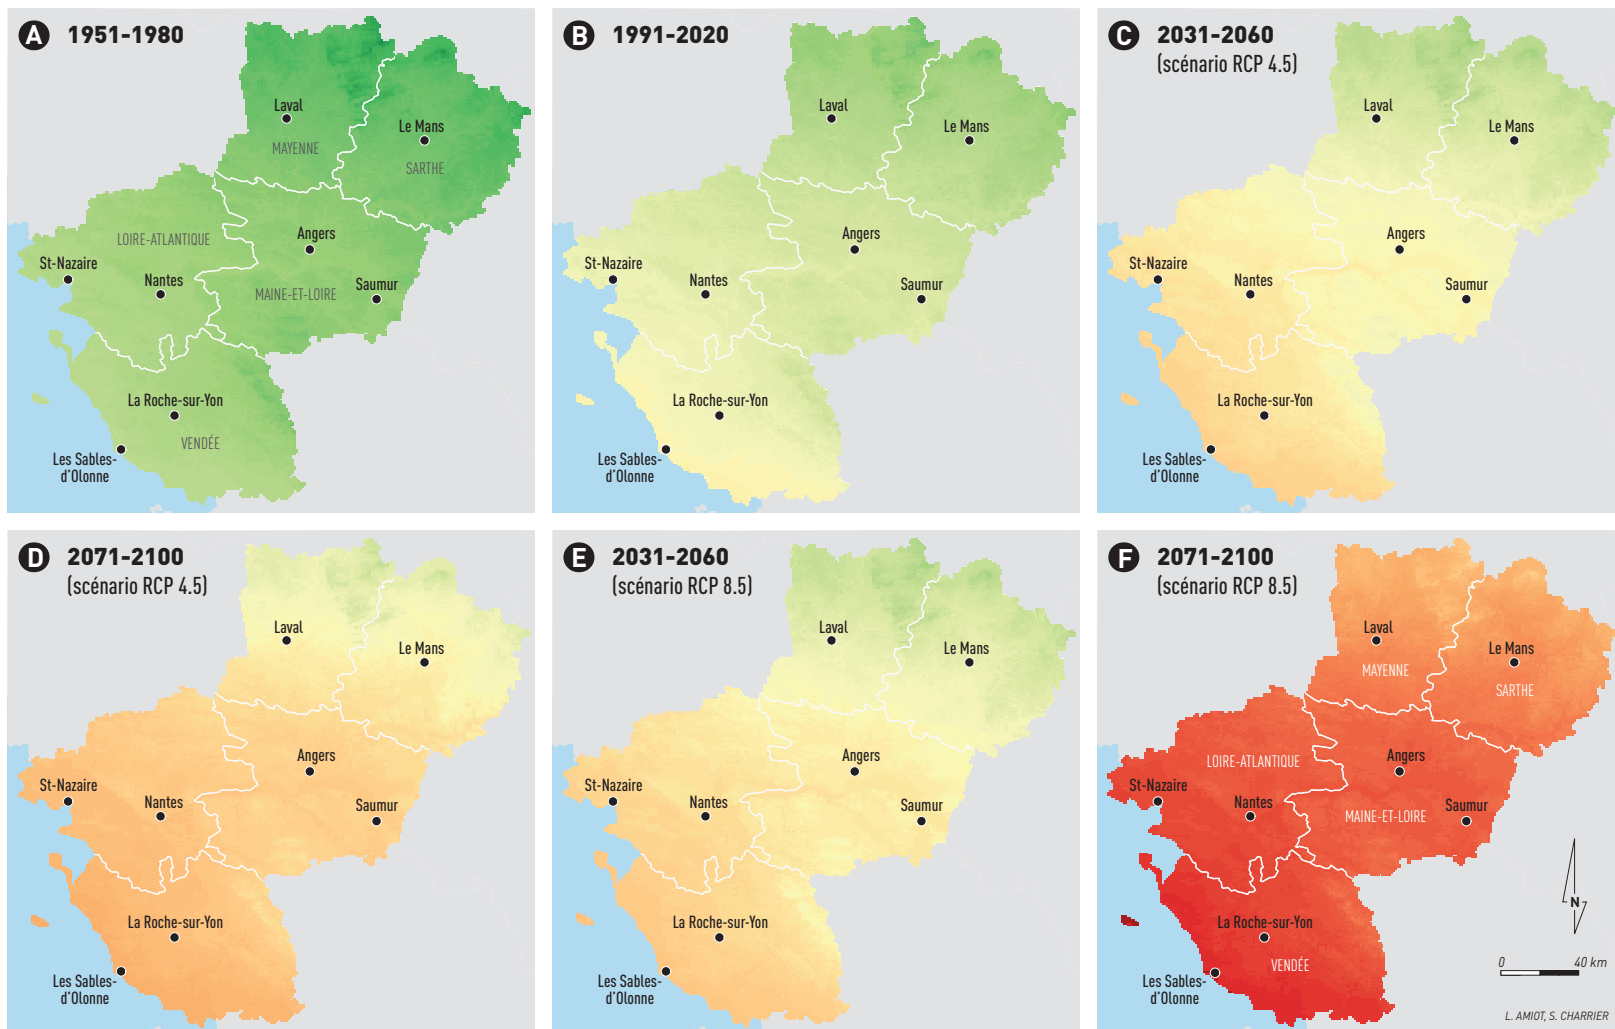 A 1951-1980
Laval
Le Mans
MAYENNE
SARTHE
LOIRE-ATLANTIQUE
Angers
St-Nazaire
Nantes
Saumur
MAINE-ET-LOIRE
La Roche-sur-Yon
VENDÉE
Les Sables-
d'Olonne
B 1991-2020
Laval
Le Mans
Angers
St-Nazaire
Nantes
Saumur
La Roche-sur-Yon
Les Sables-
d'Olonne
C 2031-2060
(scénario RCP 4.5)
Laval
Le Mans
Angers
St-Nazaire
Nantes
Saumur
La Roche-sur-Yon
Les Sables-
d'Olonne
D 2071-2100
(scénario RCP 4.5)
Laval
Le Mans
Angers
St-Nazaire
Nantes
Saumur
La Roche-sur-Yon
Les Sables-
d'Olonne
E 2031-2060
(scénario RCP 8.5)
Laval
Le Mans
Angers
St-Nazaire
Nantes
Saumur
La Roche-sur-Yon
Les Sables-
d'Olonne
F 2071-2100
(scénario RCP 8.5)
Laval
Le Mans
MAYENNE
SARTHE
LOIRE-ATLANTIQUE
Angers
St-Nazaire
Nantes
Saumur
MAINE-ET-LOIRE
La Roche-sur-Yon
VENDÉE
Les Sables-
d'Olonne
N
0 40 km
L. AMIOT, S. CHARRIER